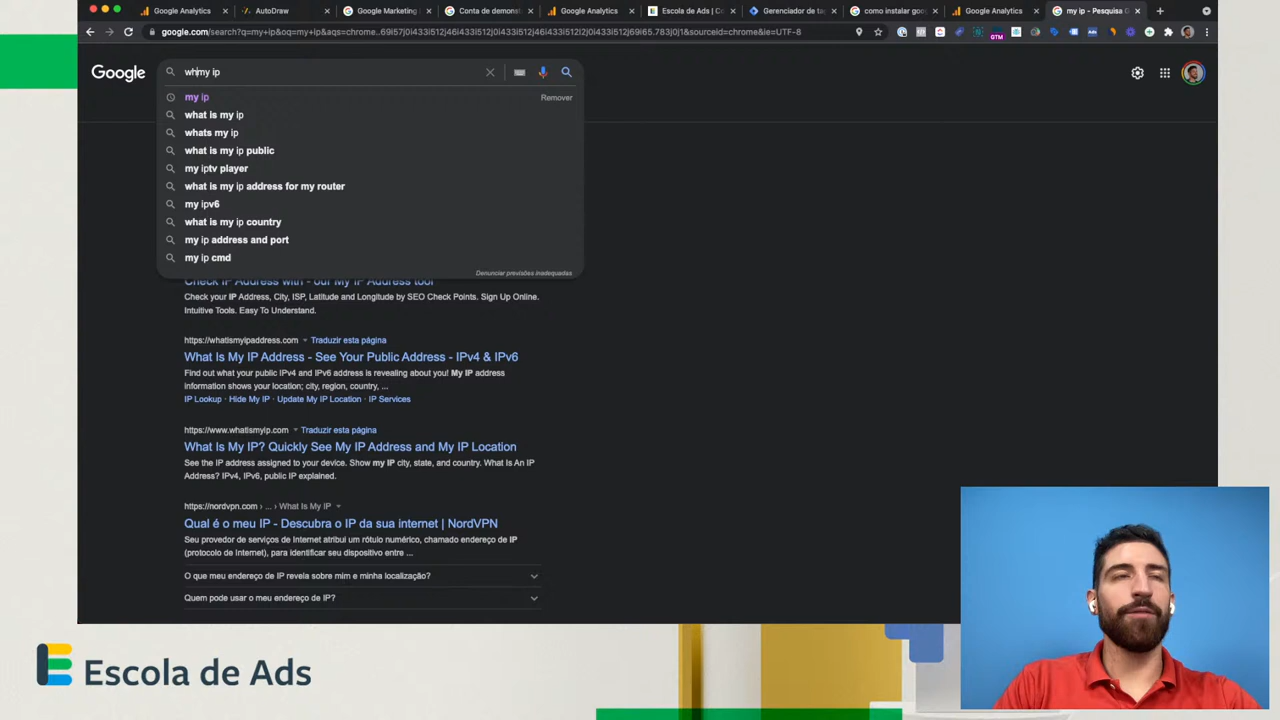 Google Analytics
AutoDraw
Google Marketing
Conta de demons
Google Analytics
Escola de Ads | C
Gerenciador de ta
como instalar goog
Google Analytics
my ip - Pesquisa G
google.com/search?q=my+ip&oq=my+ip&aqs=chrome..69i57j0i433i512j46i433i512j46i433i512j0i433i512l2j46i433i512j69i65.783j0j1&sourceid=chrome&ie=UTF-8
GTM
Google
whmy ip
my ip
Remover
what is my ip
whats my ip
what is my ip public
my iptv player
what is my ip address for my router
my ipv6
what is my ip country
my ip address and port
my ip cmd
Denunciar previsões inadequadas
Check your IP Address, City, ISP, Latitude and Longitude by SEO Check Points. Sign Up Online.
Intuitive Tools. Easy To Understand.
https://whatismyipaddress.com
Traduzir esta página
What Is My IP Address - See Your Public Address - IPv4 & IPv6
Find out what your public IPv4 and IPv6 address is revealing about you! My IP address
information shows your location; city, region, country, ...
IP Lookup · Hide My IP · Update My IP Location · IP Services
https://www.whatismyip.com
Traduzir esta página
What Is My IP? Quickly See My IP Address and My IP Location
See the IP address assigned to your device. Show my IP city, state, and country. What Is An IP
Address? IPv4, IPv6, public IP explained.
https://nordvpn.com › ... › What Is My IP
Qual é o meu IP - Descubra o IP da sua internet | NordVPN
Seu provedor de serviços de Internet atribui um rótulo numérico, chamado endereço de IP
(protocolo de Internet), para identificar seu dispositivo entre ...
O que meu endereço de IP revela sobre mim e minha localização?
Quem pode usar o meu endereço de IP?
Escola de Ads